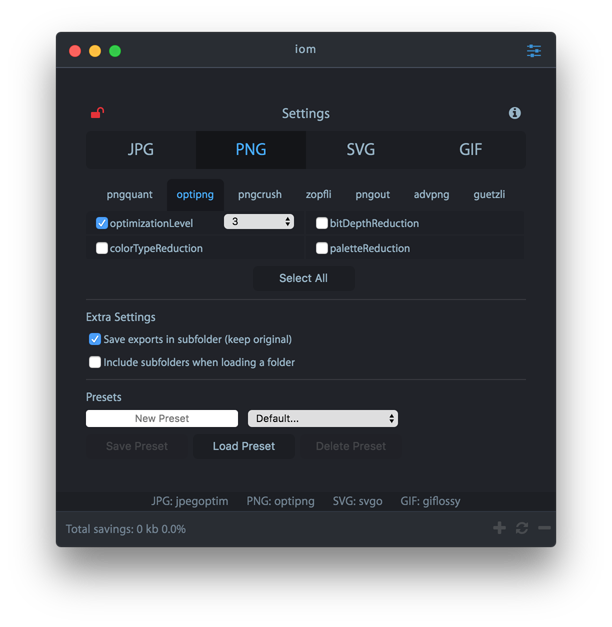 iom
Settings
JPG PNG SVG GIF
pngquant optipng pngcrush zopfli pngout advpng guetzli
optimizationLevel 3 bitDepthReduction
colorTypeReduction paletteReduction
Select All
Extra Settings
Save exports in subfolder (keep original)
Include subfolders when loading a folder
Presets
New Preset Default...
Save Preset Load Preset Delete Preset
JPG: jpegoptim PNG: optipng SVG: svgo GIF: giflossy
Total savings: 0 kb 0.0%